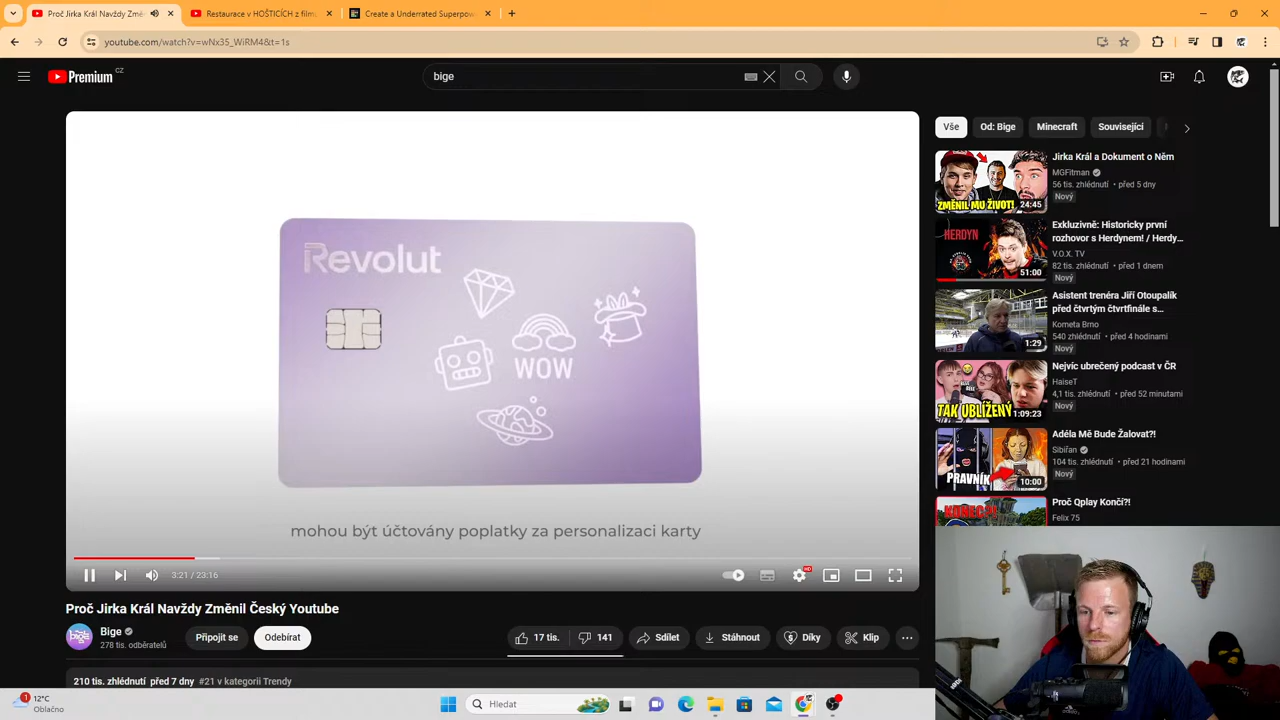 Proč Jirka Král Navždy Změ
Restaurace v HOŠTICÍCH z film
Create a Underrated Superpow
youtube.com/watch?v=wNx35_WiRM4&t=1s
Premium CZ
bige
Revolut
WOW
mohou být účtovány poplatky za personalizaci karty
3:21 / 23:16
HD
Proč Jirka Král Navždy Změnil Český Youtube
Bige
278 tis. odběratelů
Připojit se
Odebírat
17 tis.
141
Sdílet
Stáhnout
Díky
Klip
210 tis. zhlédnutí před 7 dny #21 v kategorii Trendy
Vše
Od: Bige
Minecraft
Související
ZMĚNIL MU ŽIVOT!
24:45
Jirka Král a Dokument o Něm
MGFitman
56 tis. zhlédnutí • před 5 dny
Nový
HERDYN
51:00
Exkluzivně: Historicky první
rozhovor s Herdynem! / Herdy…
V.O.X. TV
82 tis. zhlédnutí • před 1 dnem
Nový
1:29
Asistent trenéra Jiří Otoupalík
před čtvrtým čtvrtfinále s…
Kometa Brno
540 zhlédnutí • před 4 hodinami
Nový
TAK UBLÍŽENÝ
1:09:23
Nejvíc ubrečený podcast v ČR
HaiseT
4,1 tis. zhlédnutí • před 52 minutami
Nový
PRAVNÍK
10:00
Adéla Mě Bude Žalovat?!
Sibiřan
104 tis. zhlédnutí • před 21 hodinami
Nový
KONEC?!
Proč Qplay Končí?!
Felix 75
1
12°C
Oblačno
Hledat